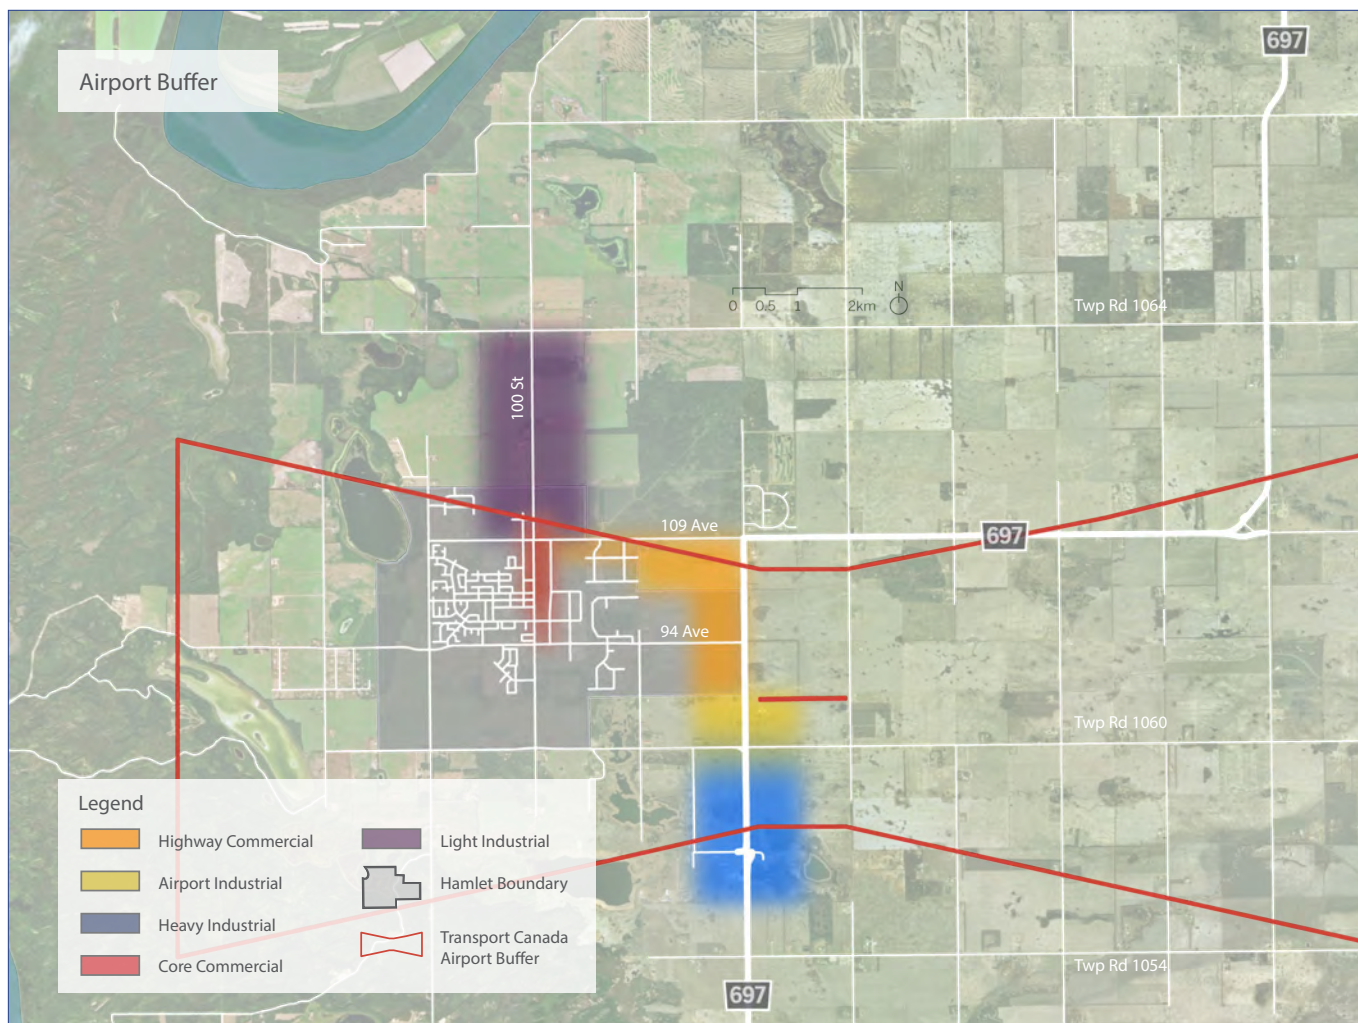 Airport Buffer
697
N
0 0.5 1 2km
Twp Rd 1064
100 St
109 Ave
697
94 Ave
Twp Rd 1060
Legend
Highway Commercial
Airport Industrial
Heavy Industrial
Core Commercial
Light Industrial
Hamlet Boundary
Transport Canada
Airport Buffer
Twp Rd 1054
697